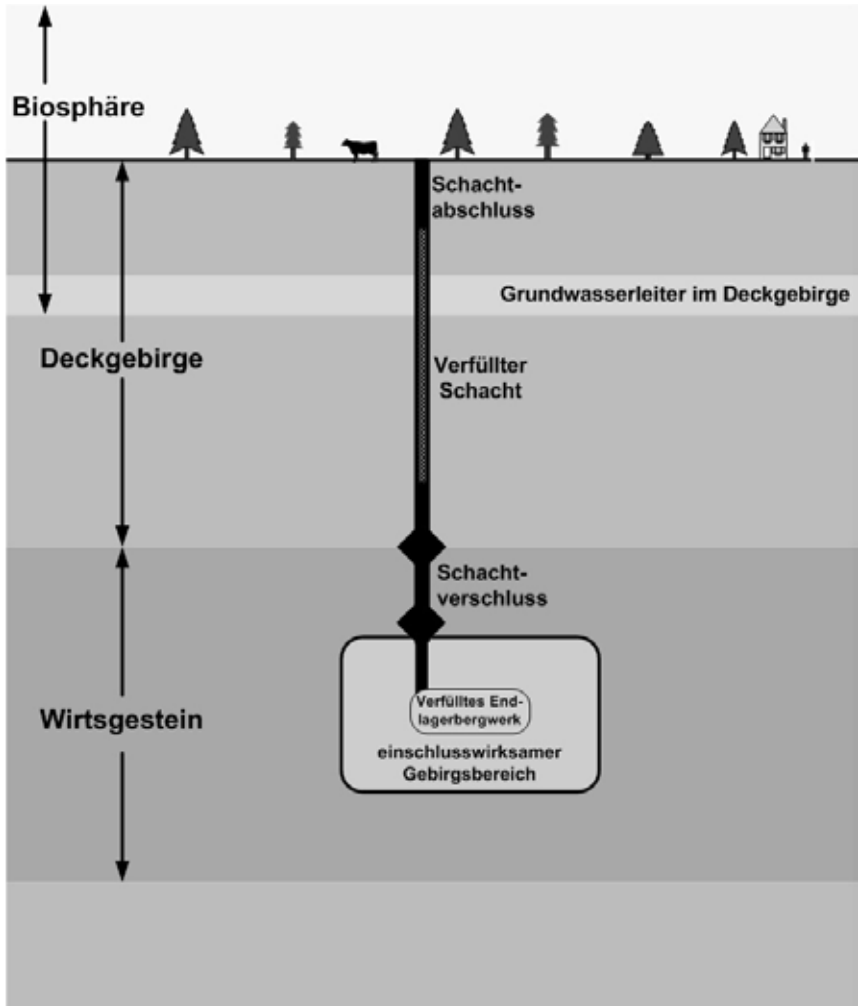 Biosphäre
Schacht-
abschluss
Grundwasserleiter im Deckgebirge
Deckgebirge
Verfüllter
Schacht
Schacht-
verschluss
Wirtsgestein
Verfülltes End-
lagerbergwerk
einschlusswirksamer
Gebirgsbereich